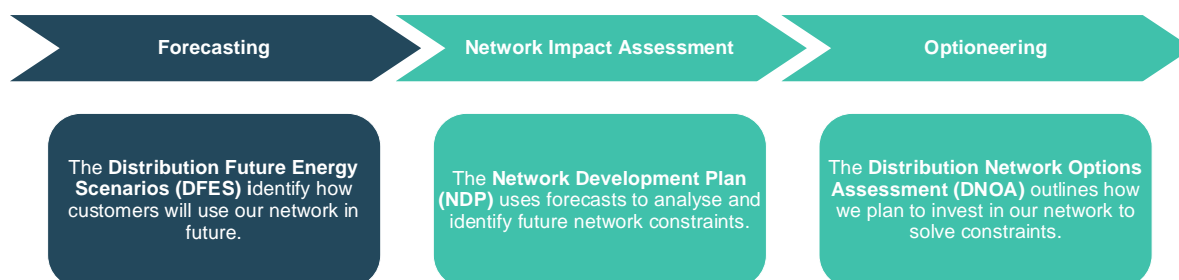 Forecasting
Network Impact Assessment
Optioneering
The Distribution Future Energy
Scenarios (DFES) identify how
customers will use our network in
future.
The Network Development Plan
(NDP) uses forecasts to analyse and
identify future network constraints.
The Distribution Network Options
Assessment (DNOA) outlines how
we plan to invest in our network to
solve constraints.